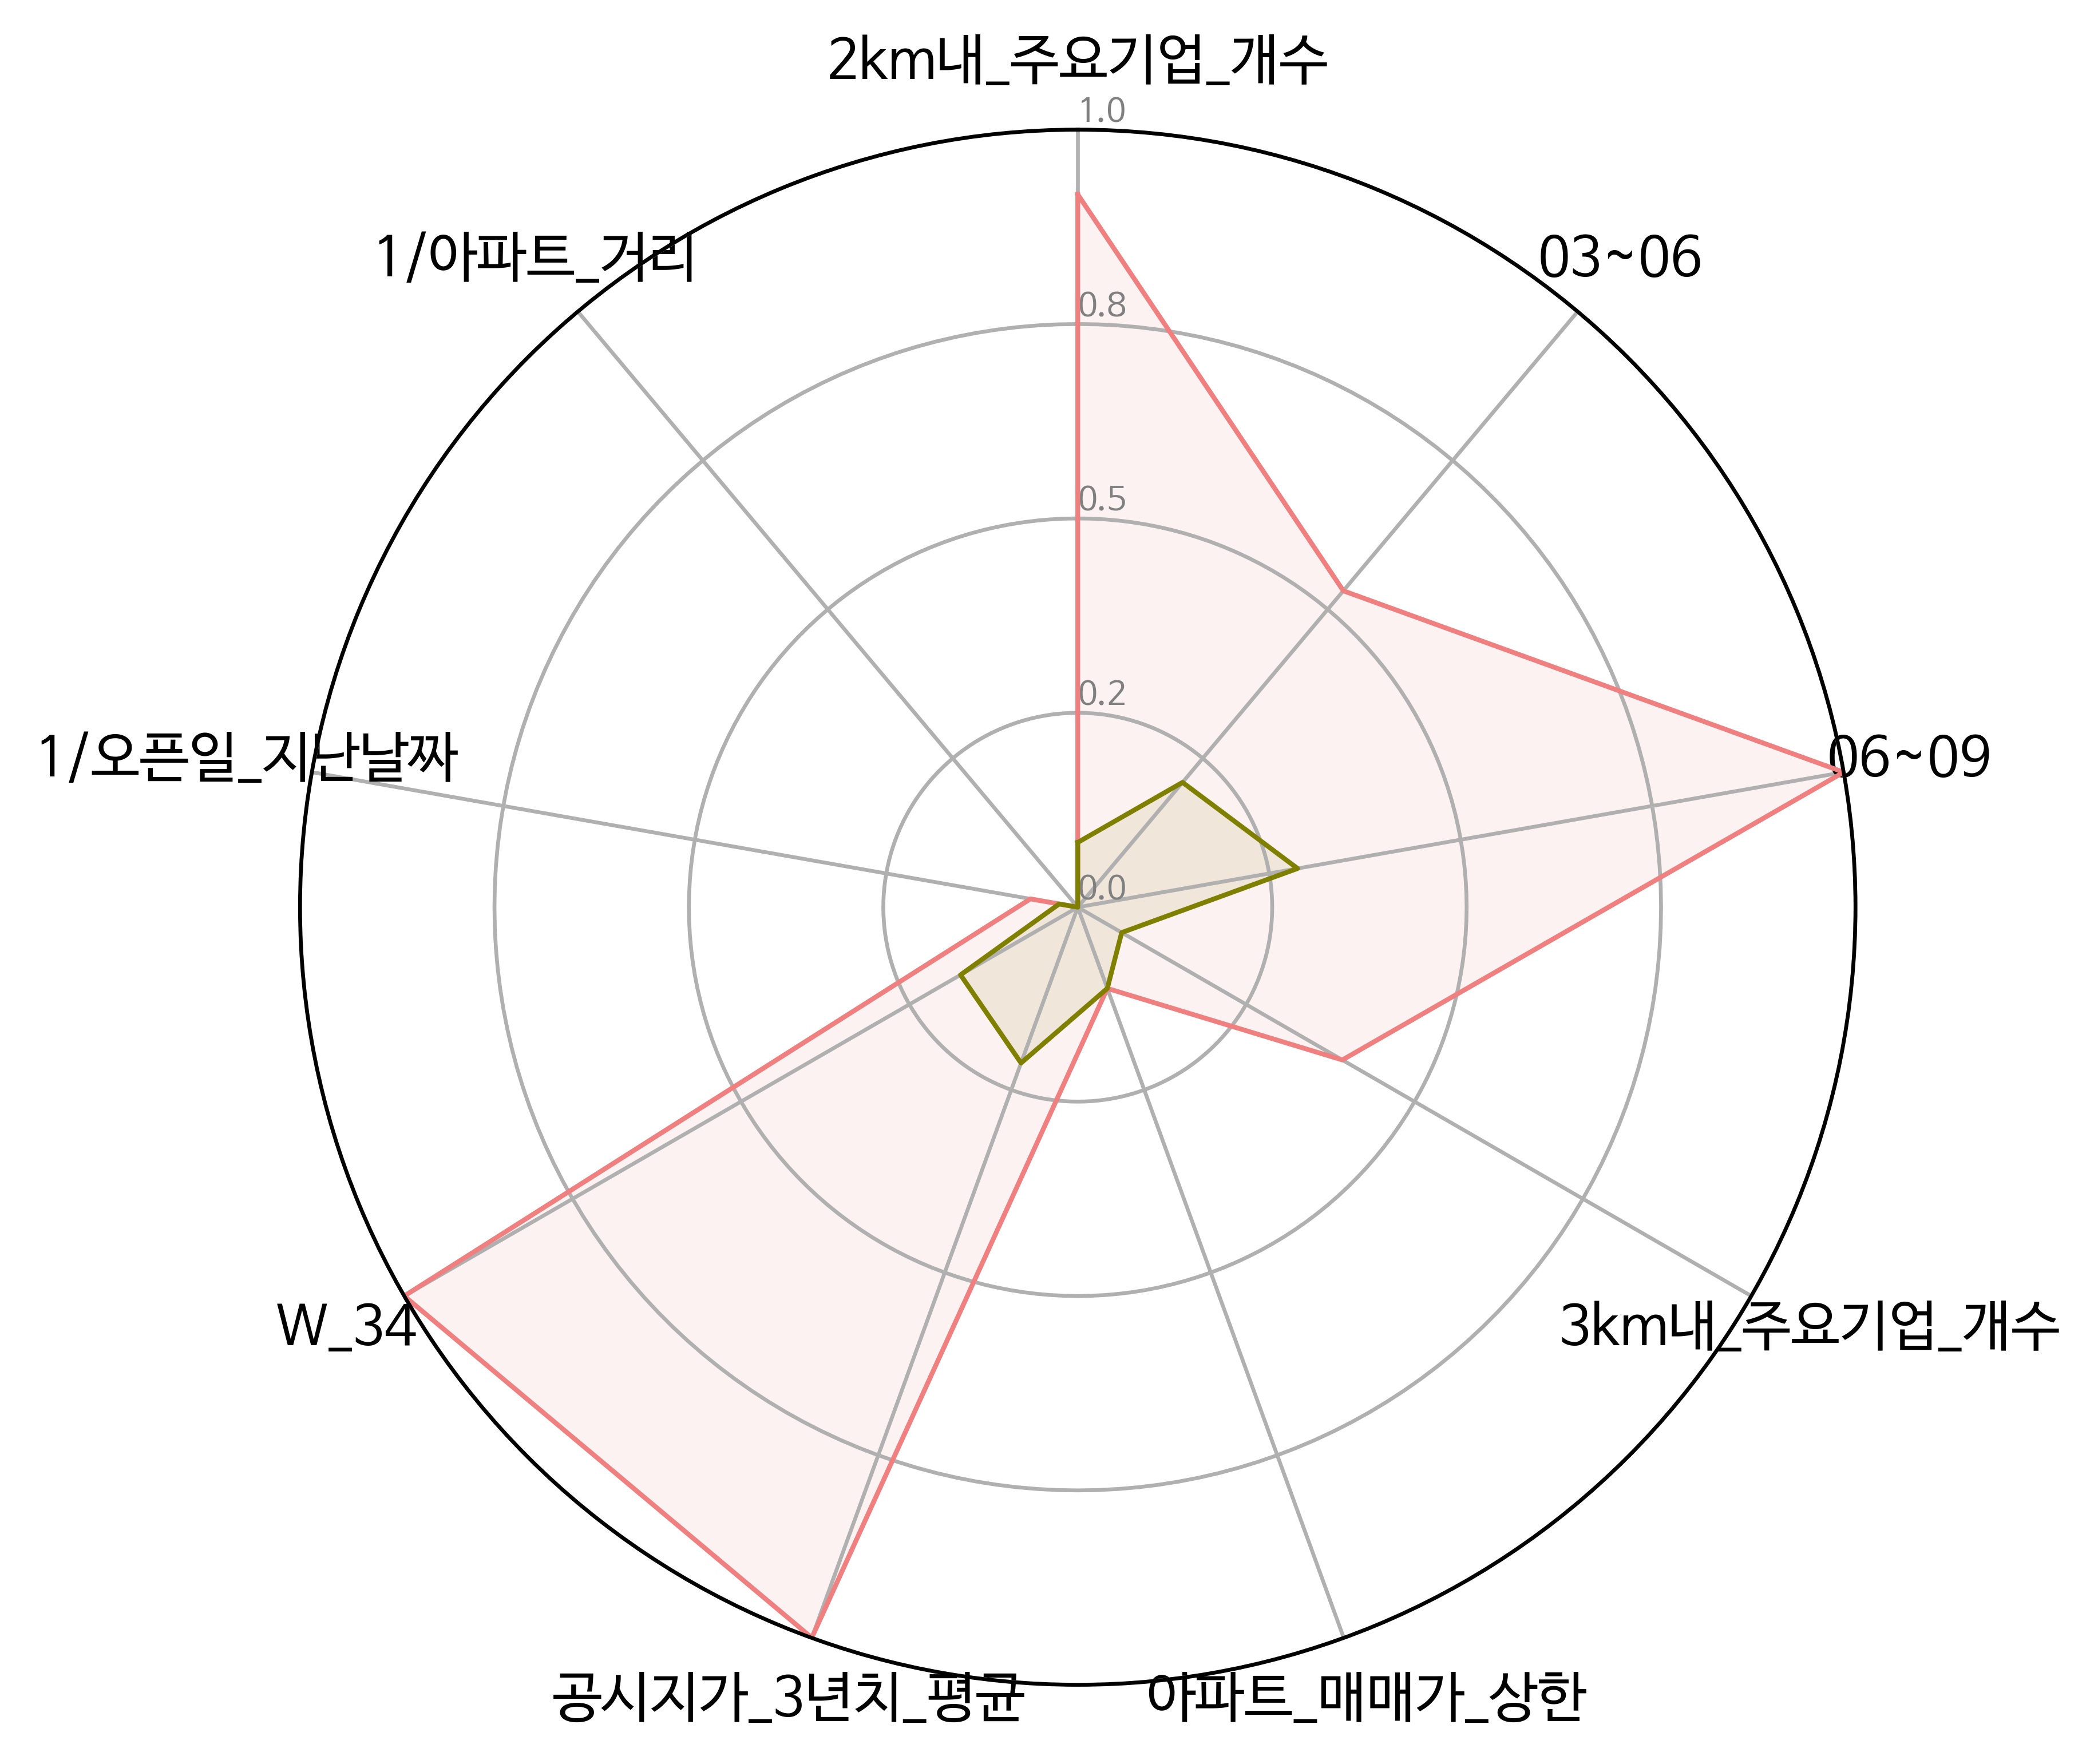 2km내_주요기업_개수
1.0
1/아파트_거리
03~06
0.8
0.5
0.2
1/오픈일_지난날짜
06~09
0.0
W_34
3km내_주요기업_개수
공시지가_3년치_평균
아파트_매매가_상한